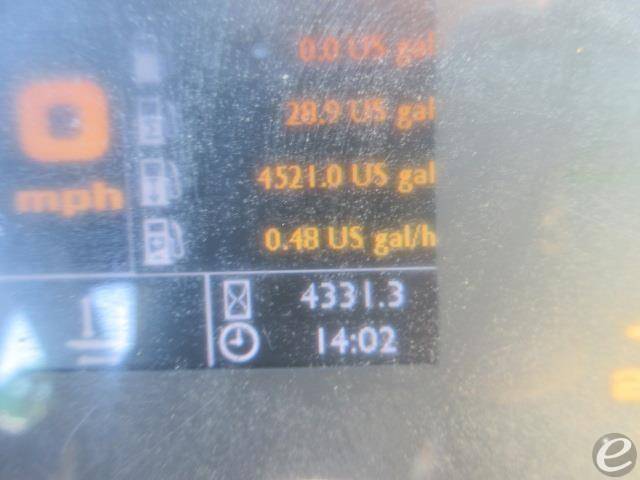 0.0 US gal
28.9 US gal
0
mph
4521.0 US gal
0.48 US gal/h
4331.3
14:02
e